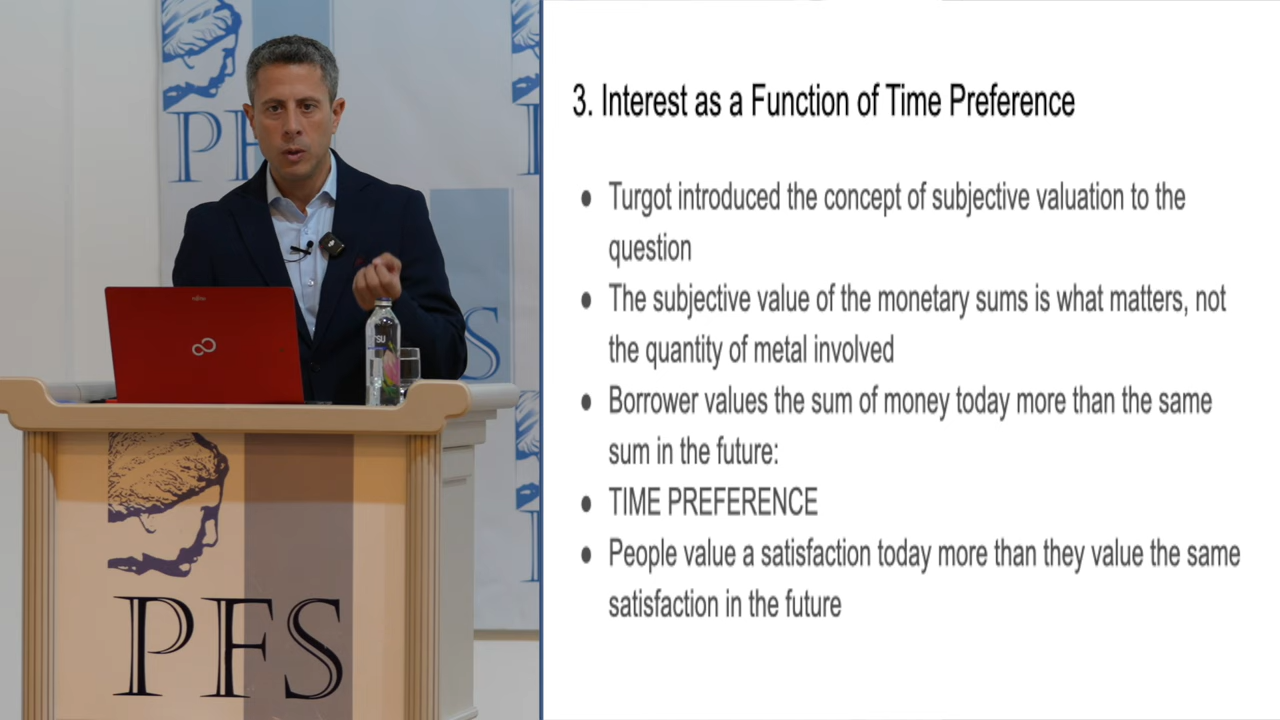 PF
S
FUJITSU
SU
PFS
3. Interest as a Function of Time Preference
● Turgot introduced the concept of subjective valuation to the
question
● The subjective value of the monetary sums is what matters, not
the quantity of metal involved
● Borrower values the sum of money today more than the same
sum in the future:
● TIME PREFERENCE
● People value a satisfaction today more than they value the same
satisfaction in the future